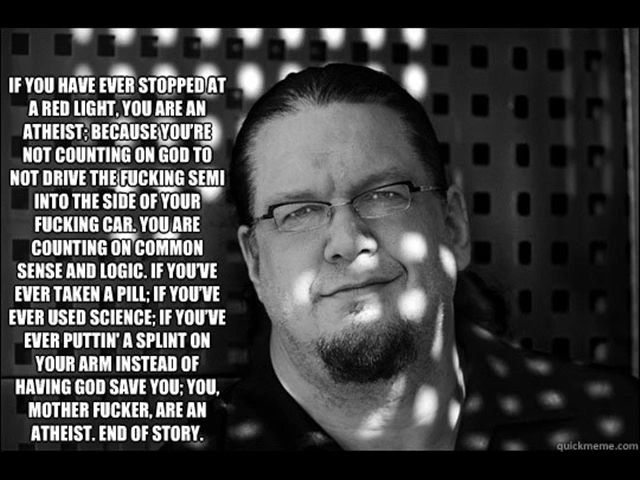 IF YOU HAVE EVER STOPPED AT
A RED LIGHT, YOU ARE AN
ATHEIST; BECAUSE YOU'RE
NOT COUNTING ON GOD TO
NOT DRIVE THE FUCKING SEMI
INTO THE SIDE OF YOUR
FUCKING CAR. YOU ARE
COUNTING ON COMMON
SENSE AND LOGIC. IF YOU'VE
EVER TAKEN A PILL; IF YOU'VE
EVER USED SCIENCE; IF YOU'VE
EVER PUTTIN' A SPLINT ON
YOUR ARM INSTEAD OF
HAVING GOD SAVE YOU; YOU,
MOTHER FUCKER, ARE AN
ATHEIST. END OF STORY.
quickmeme.com